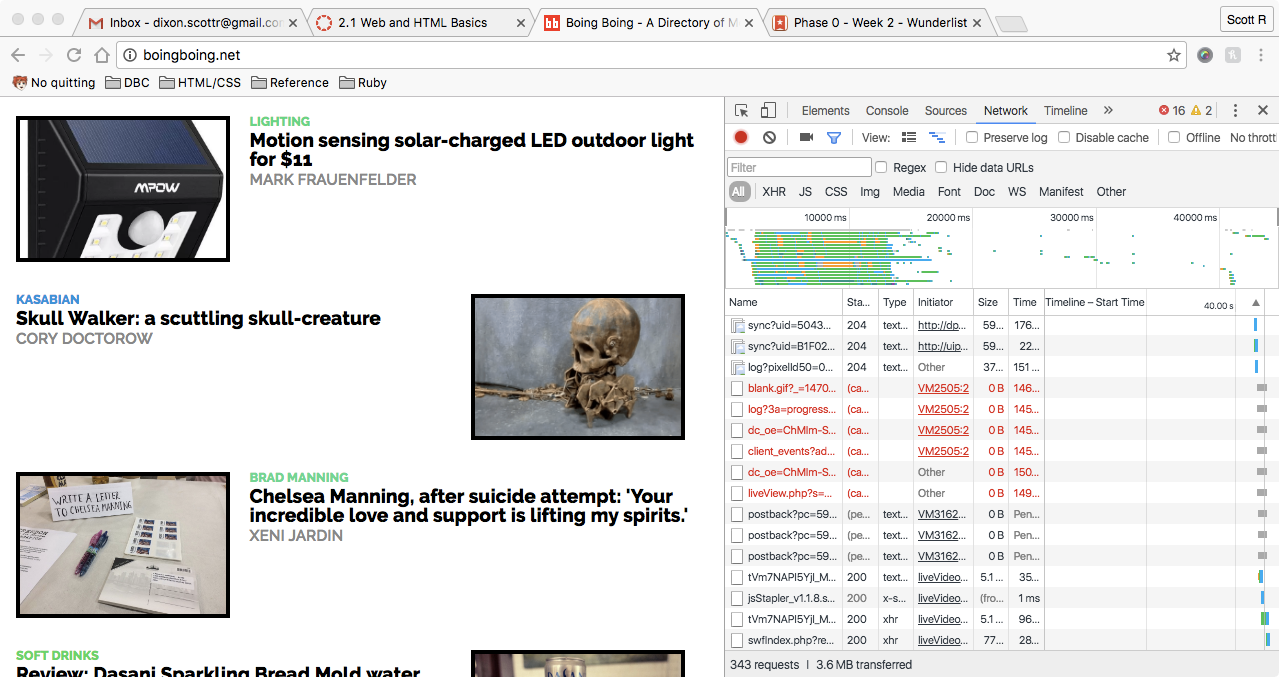 Inbox - dixon.scottr@gmail.co
2.1 Web and HTML Basics
Boing Boing - A Directory of M
Phase 0 - Week 2 - Wunderlist
Scott R
boingboing.net
No quitting
DBC
HTML/CSS
Reference
Ruby
LIGHTING
Motion sensing solar-charged LED outdoor light
for $11
MARK FRAUENFELDER
MPOW
KASABIAN
Skull Walker: a scuttling skull-creature
CORY DOCTOROW
BRAD MANNING
Chelsea Manning, after suicide attempt: 'Your
incredible love and support is lifting my spirits.'
XENI JARDIN
WRITE A LETTER
TO CHELSEA MANNING
SOFT DRINKS
Review: Dasani Sparkling Bread Mold water
Elements Console Sources Network Timeline » 16 2
View: Preserve log Disable cache Offline No thrott
Filter Regex Hide data URLs
All XHR JS CSS Img Media Font Doc WS Manifest Other
10000 ms 20000 ms 30000 ms 40000 ms
Name Sta... Type Initiator Size Time Timeline – Start Time 40.00 s
sync?uid=5043... 204 text... http://dp... 59... 176...
sync?uid=B1F02... 204 text... http://uip... 59... 22...
log?pixelId50=0... 204 text... Other 37... 151...
blank.gif?_=1470... (ca... VM2505:2 0 B 146...
log?3a=progress... (ca... VM2505:2 0 B 145...
dc_oe=ChMIm-S... (ca... VM2505:2 0 B 145...
client_events?ad... (ca... VM2505:2 0 B 145...
dc_oe=ChMIm-S... (ca... Other 0 B 150...
liveView.php?s=... (ca... Other 0 B 149...
postback?pc=59... (pe... text... VM3162... 0 B Pen...
postback?pc=59... (pe... text... VM3162... 0 B Pen...
postback?pc=59... (pe... text... VM3162... 0 B Pen...
tVm7NAPI5YjI_M... 200 text... liveVideo... 5.1... 35...
jsStapler_v1.1.8.s... 200 x-s... liveVideo... (fro... 1 ms
tVm7NAPI5YjI_M... 200 xhr liveVideo... 5.1... 96...
swfIndex.php?re... 200 xhr liveVideo... 77... 28...
343 requests | 3.6 MB transferred